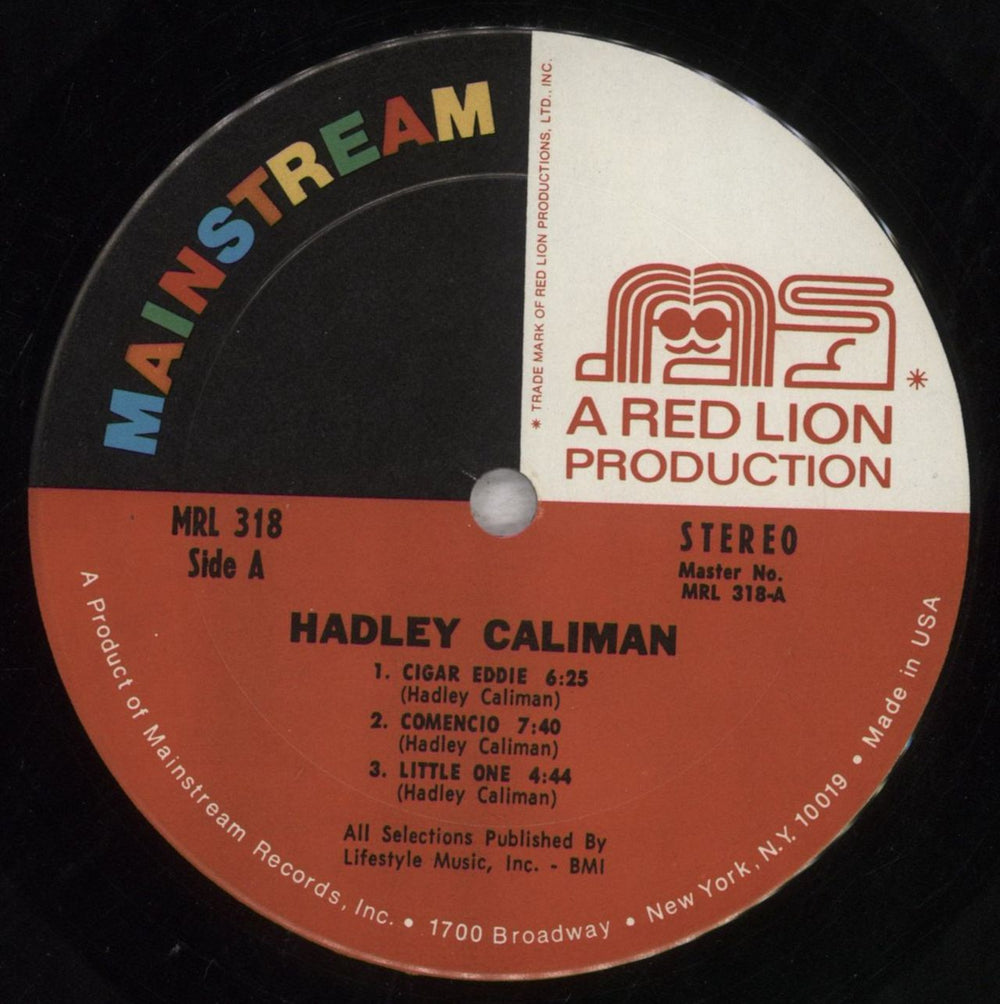 MAINSTREAM
* TRADE MARK OF RED LION PRODUCTIONS, LTD., INC.
*
A RED LION
PRODUCTION
MRL 318
Side A
STEREO
Master No.
MRL 318-A
HADLEY CALIMAN
1. CIGAR EDDIE 6:25
(Hadley Caliman)
2. COMENCIO 7:40
(Hadley Caliman)
3. LITTLE ONE 4:44
(Hadley Caliman)
All Selections Published By
Lifestyle Music, Inc. - BMI
A Product of Mainstream Records, Inc. • 1700 Broadway • New York, N.Y. 10019 • Made in USA